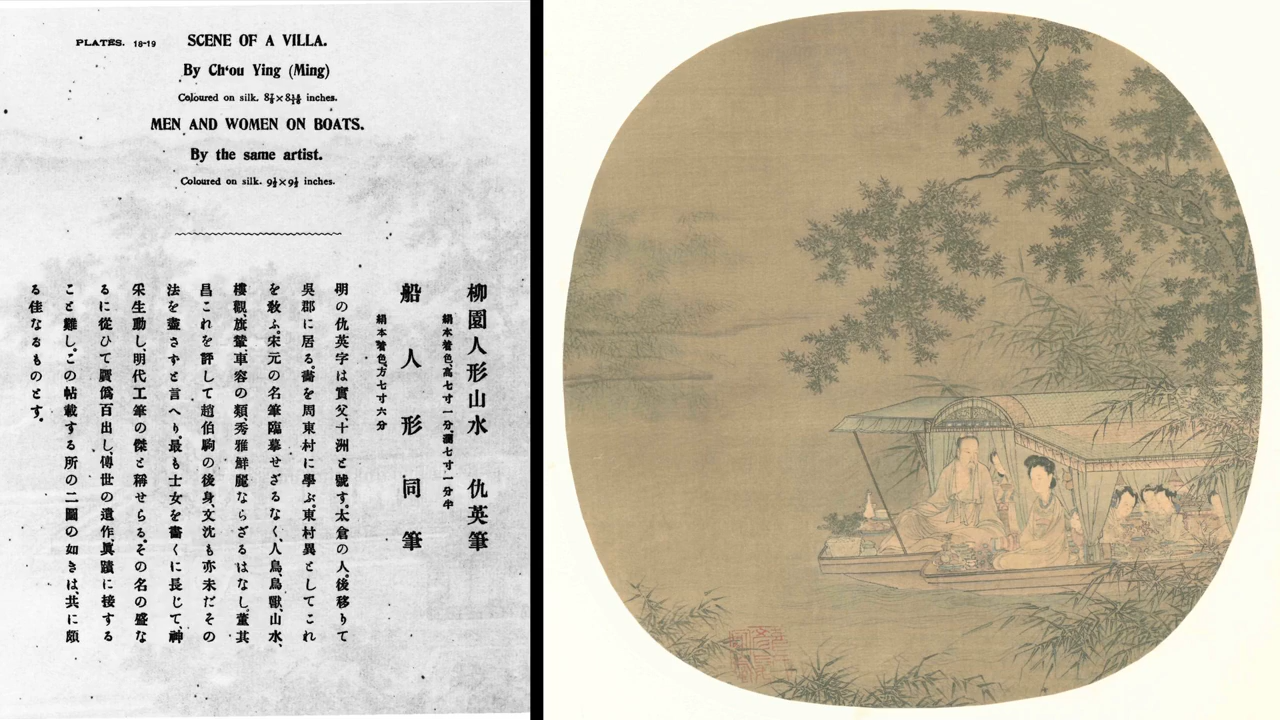 PLATES. 18-19
SCENE OF A VILLA.
By Ch'ou Ying (Ming)
Coloured on silk. 8⅞×8 inches.
MEN AND WOMEN ON BOATS.
By the same artist.
Coloured on silk. 9½×9½ inches.
柳園人形山水 仇英筆
絹本着色、高七寸一分、濶七寸一分半
船人形 同筆
絹本着色、方七寸六分
明の仇英字は實父、十洲と號す。太倉の人。後移りて
吳郡に居る。畵を周東村に學ぶ。東村異としてこれ
を敎ふ。宋元の名筆臨摹せざるなく、人鳥、鳥獸、山水、
樓觀、旗輦、車容の類、秀雅鮮麗ならざるはなし。董其
昌これを評して趙伯駒の後身、文沈も亦未だその
法を盡さずと言へり。最も士女を畵くに長じて、神
采生動し、明代工筆の傑と稱せらる。その名の盛な
るに從ひて贋僞百出し、傳世の遺作、眞蹟に接する
こと難し。この帖載する所の二圖の如きは、共に頗
る佳なるものとす。